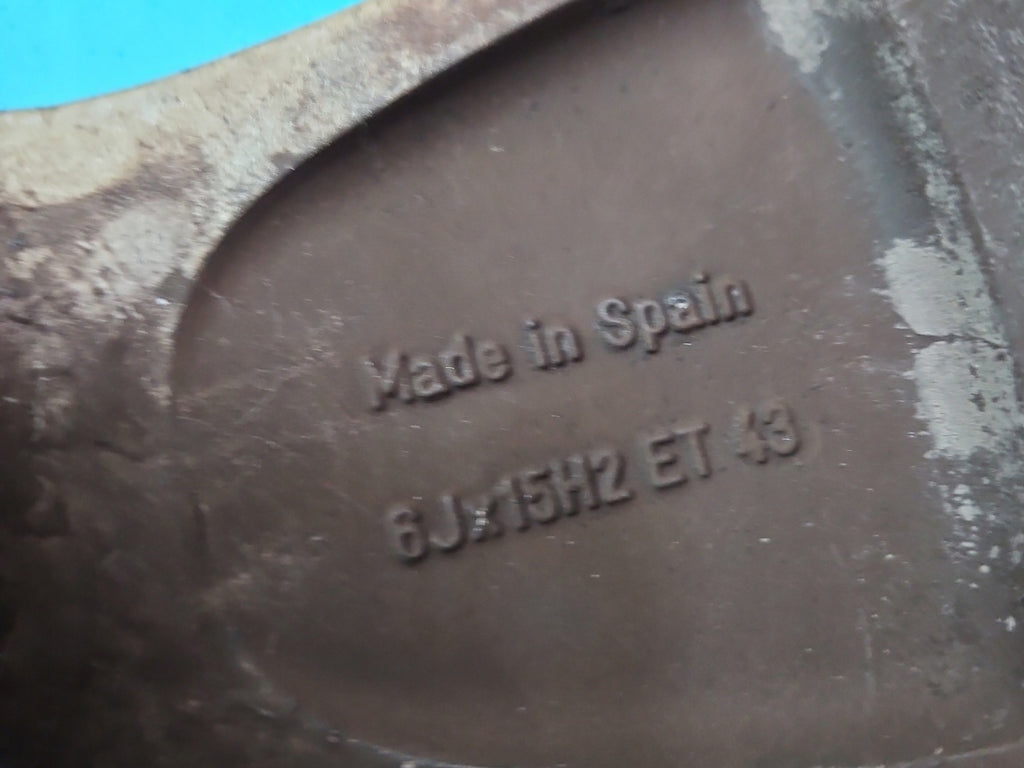 Made in Spain
6Jx15H2 ET 43